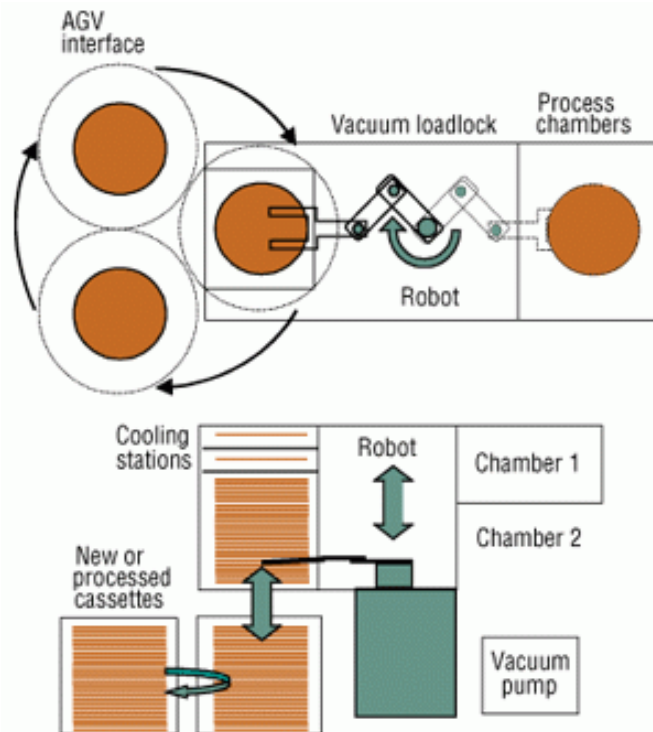 AGV
interface
Vacuum loadlock
Process
chambers
Robot
Cooling
stations
Robot
Chamber 1
Chamber 2
New or
processed
cassettes
Vacuum
pump